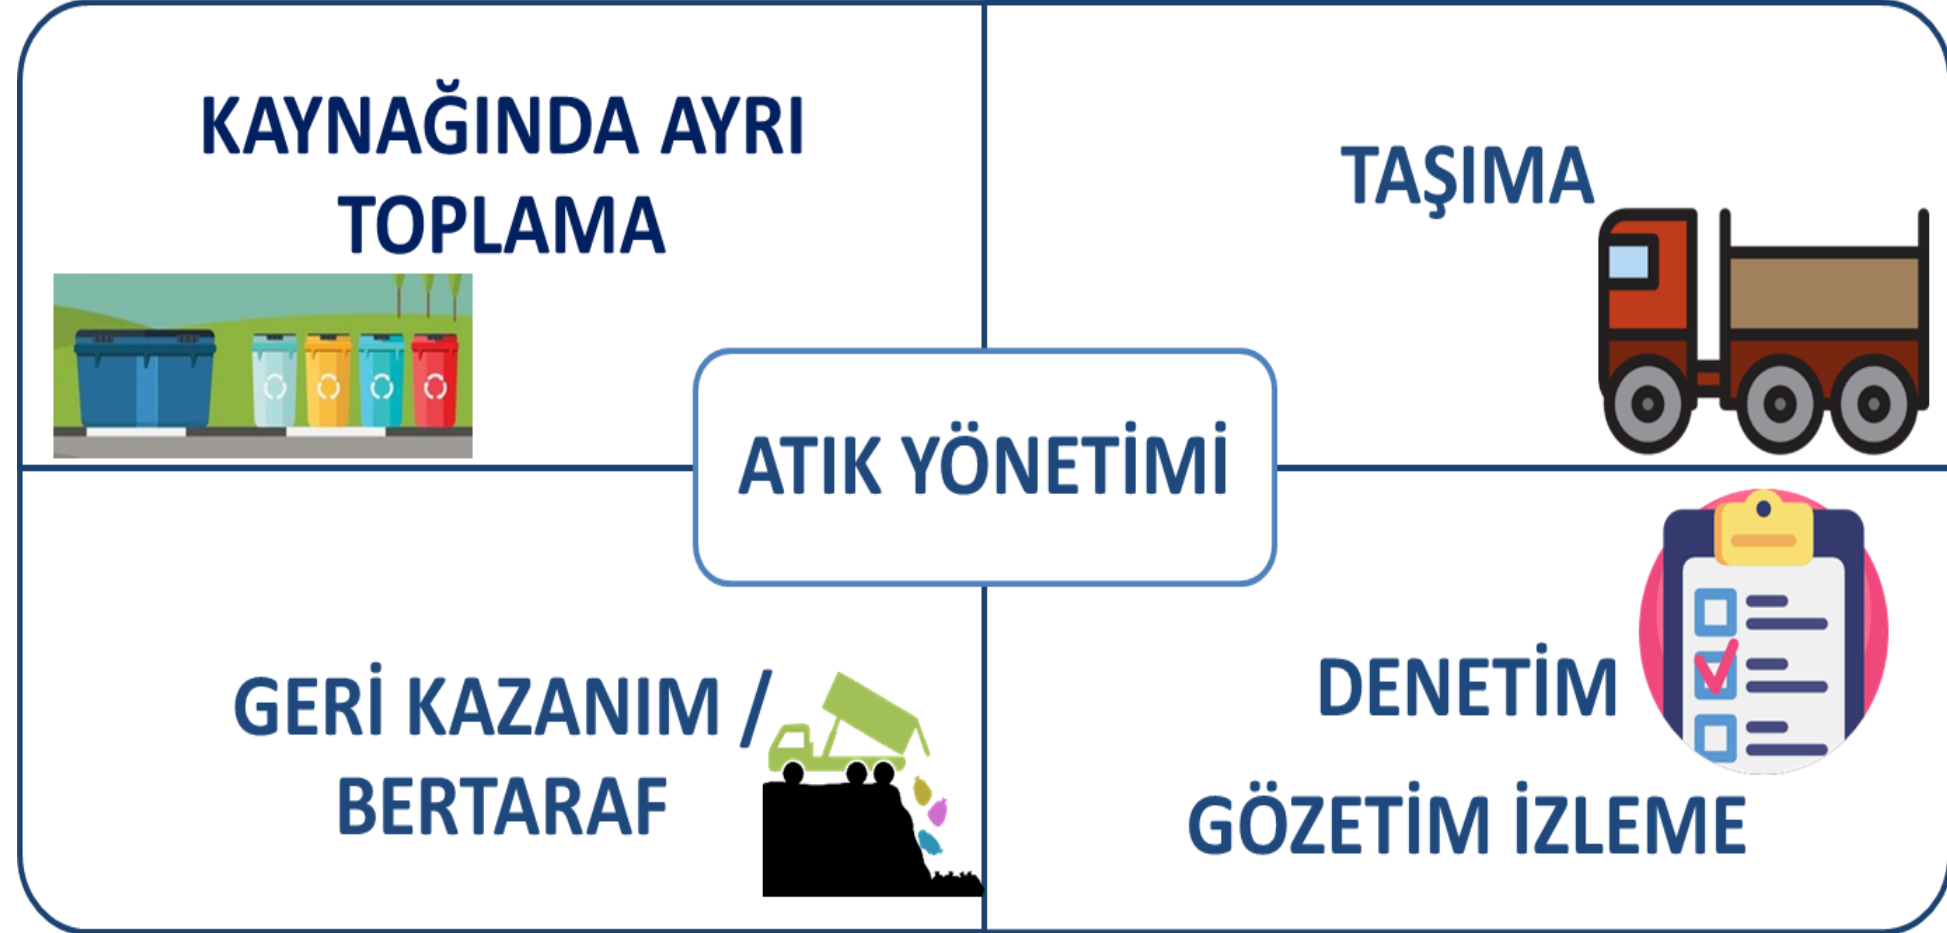 KAYNAĞINDA AYRI
TOPLAMA
TAŞIMA
ATIK YÖNETİMİ
GERİ KAZANIM /
BERTARAF
DENETİM
GÖZETİM İZLEME